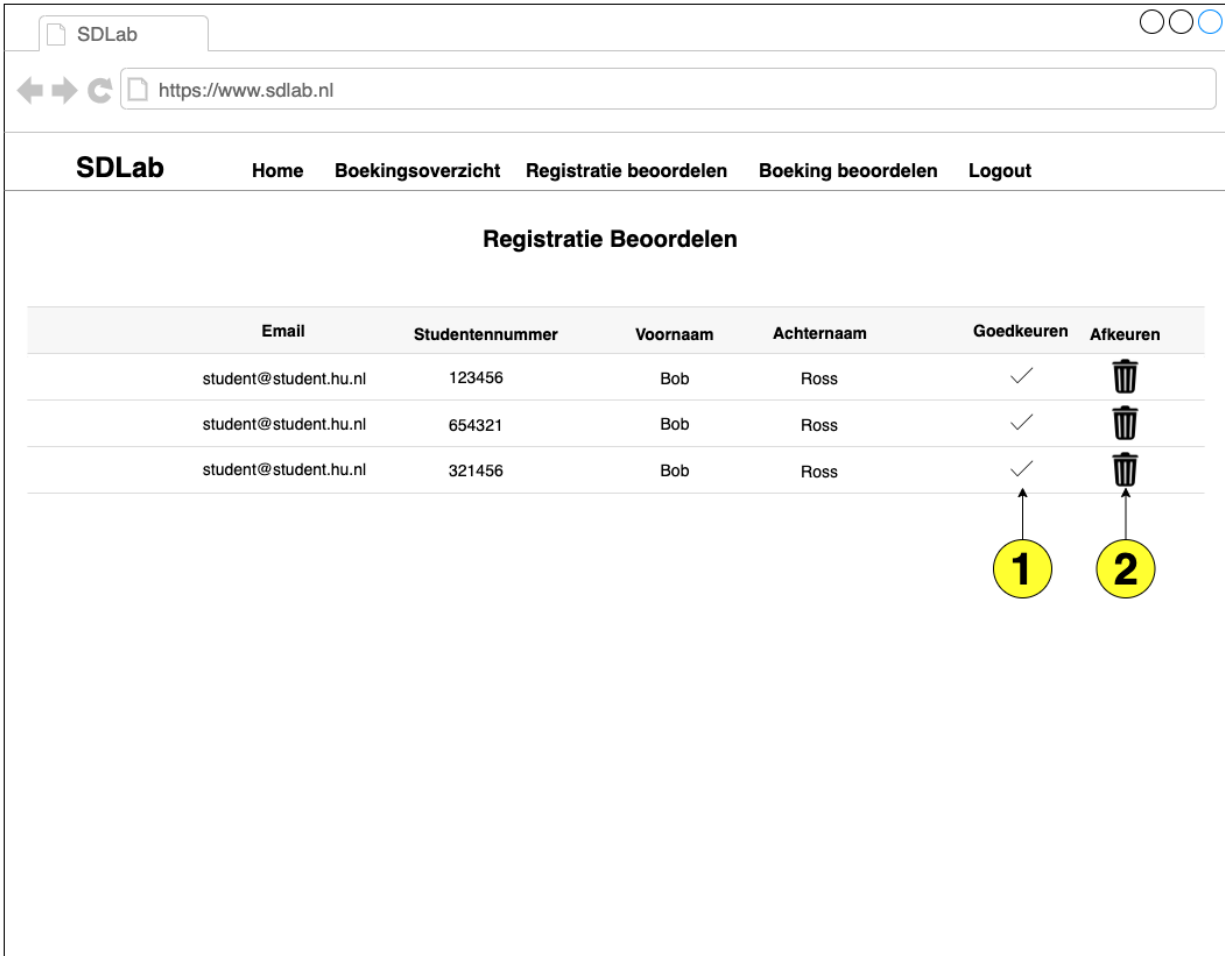 SDLab
https://www.sdlab.nl
SDLab Home Boekingsoverzicht Registratie beoordelen Boeking beoordelen Logout
Registratie Beoordelen
Email Studentennummer Voornaam Achternaam Goedkeuren Afkeuren
student@student.hu.nl 123456 Bob Ross
student@student.hu.nl 654321 Bob Ross
student@student.hu.nl 321456 Bob Ross
1 2